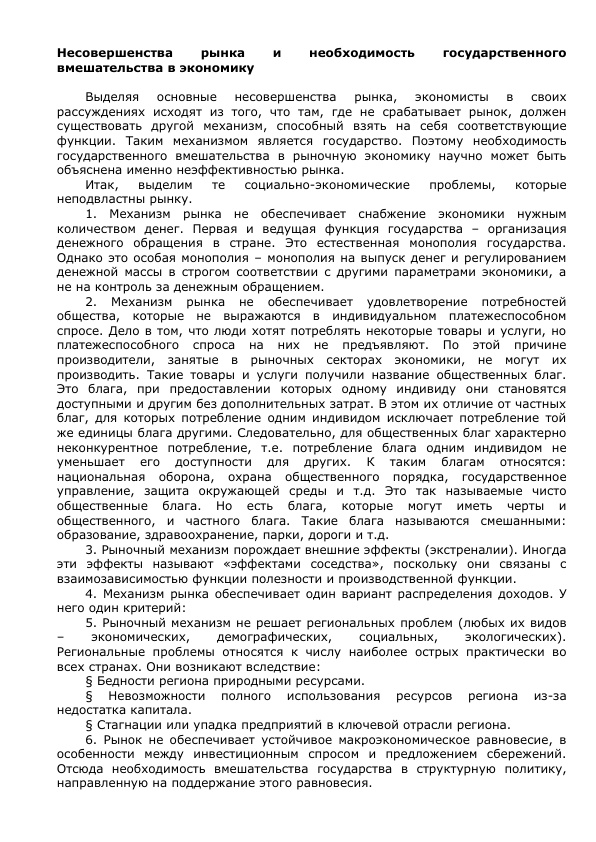 Несовершенства рынка и необходимость государственного
вмешательства в экономику
Выделяя основные несовершенства рынка, экономисты в своих
рассуждениях исходят из того, что там, где не срабатывает рынок, должен
существовать другой механизм, способный взять на себя соответствующие
функции. Таким механизмом является государство. Поэтому необходимость
государственного вмешательства в рыночную экономику научно может быть
объяснена именно неэффективностью рынка.
Итак, выделим те социально-экономические проблемы, которые
неподвластны рынку.
1. Механизм рынка не обеспечивает снабжение экономики нужным
количеством денег. Первая и ведущая функция государства – организация
денежного обращения в стране. Это естественная монополия государства.
Однако это особая монополия – монополия на выпуск денег и регулированием
денежной массы в строгом соответствии с другими параметрами экономики, а
не на контроль за денежным обращением.
2. Механизм рынка не обеспечивает удовлетворение потребностей
общества, которые не выражаются в индивидуальном платежеспособном
спросе. Дело в том, что люди хотят потреблять некоторые товары и услуги, но
платежеспособного спроса на них не предъявляют. По этой причине
производители, занятые в рыночных секторах экономики, не могут их
производить. Такие товары и услуги получили название общественных благ.
Это блага, при предоставлении которых одному индивиду они становятся
доступными и другим без дополнительных затрат. В этом их отличие от частных
благ, для которых потребление одним индивидом исключает потребление той
же единицы блага другими. Следовательно, для общественных благ характерно
неконкурентное потребление, т.е. потребление блага одним индивидом не
уменьшает его доступности для других. К таким благам относятся:
национальная оборона, охрана общественного порядка, государственное
управление, защита окружающей среды и т.д. Это так называемые чисто
общественные блага. Но есть блага, которые могут иметь черты и
общественного, и частного блага. Такие блага называются смешанными:
образование, здравоохранение, парки, дороги и т.д.
3. Рыночный механизм порождает внешние эффекты (экстреналии). Иногда
эти эффекты называют «эффектами соседства», поскольку они связаны с
взаимозависимостью функции полезности и производственной функции.
4. Механизм рынка обеспечивает один вариант распределения доходов. У
него один критерий:
5. Рыночный механизм не решает региональных проблем (любых их видов
– экономических, демографических, социальных, экологических).
Региональные проблемы относятся к числу наиболее острых практически во
всех странах. Они возникают вследствие:
§ Бедности региона природными ресурсами.
§ Невозможности полного использования ресурсов региона из-за
недостатка капитала.
§ Стагнации или упадка предприятий в ключевой отрасли региона.
6. Рынок не обеспечивает устойчивое макроэкономическое равновесие, в
особенности между инвестиционным спросом и предложением сбережений.
Отсюда необходимость вмешательства государства в структурную политику,
направленную на поддержание этого равновесия.